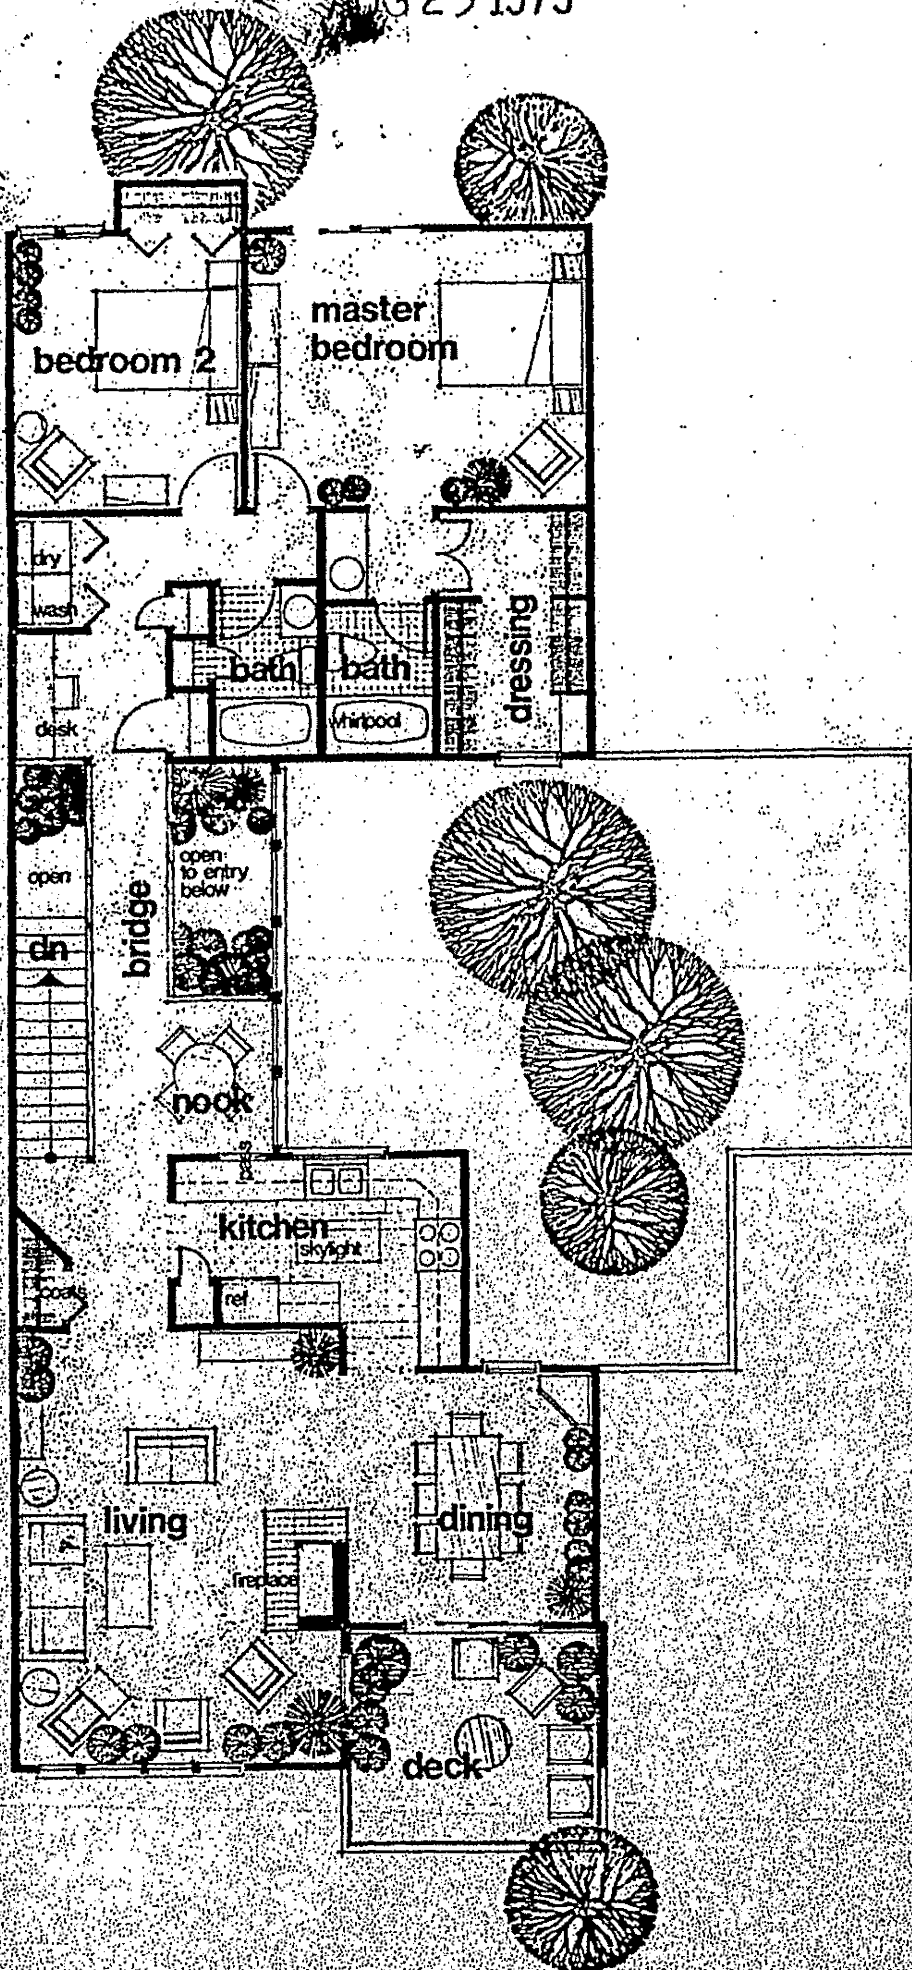 master
bedroom
bedroom 2
dry
wash
bath
bath
dressing
desk
whirlpool
open
to entry
below
open
bridge
dn
nook
pass
kitchen
skylight
coats
ref
living
dining
fireplace
deck